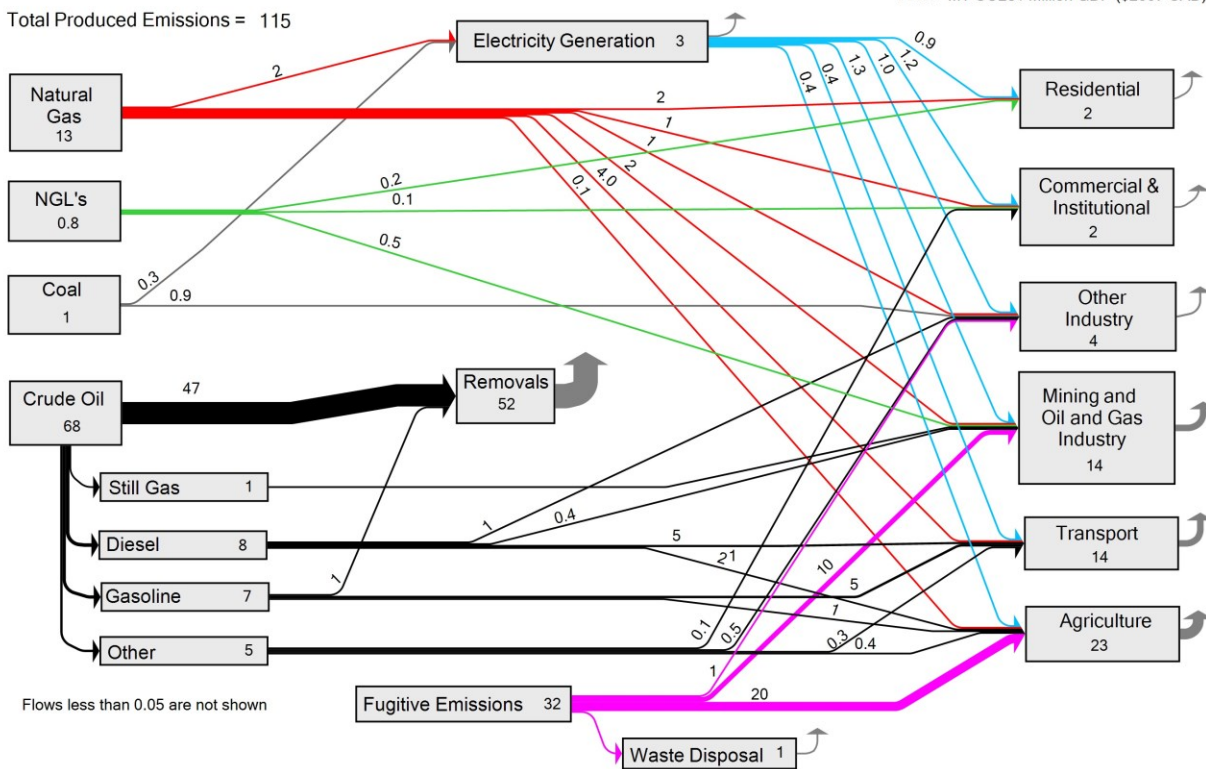 Total Produced Emissions = 115
Electricity Generation 3
Natural
Gas
13
NGL's
0.8
Coal
1
Crude Oil
68
Still Gas 1
Diesel 8
Gasoline 7
Other 5
Removals
52
Fugitive Emissions 32
Waste Disposal 1
Residential
2
Commercial &
Institutional
2
Other
Industry
4
Mining and
Oil and Gas
Industry
14
Transport
14
Agriculture
23
2
0.9
1.2
1.0
1.3
0.4
0.4
2
1
1
2
4.0
0.1
0.2
0.1
0.5
0.3
0.9
47
1
1
0.4
5
2
1
5
1
0.1
0.5
0.3
0.4
1
10
20
Flows less than 0.05 are not shown